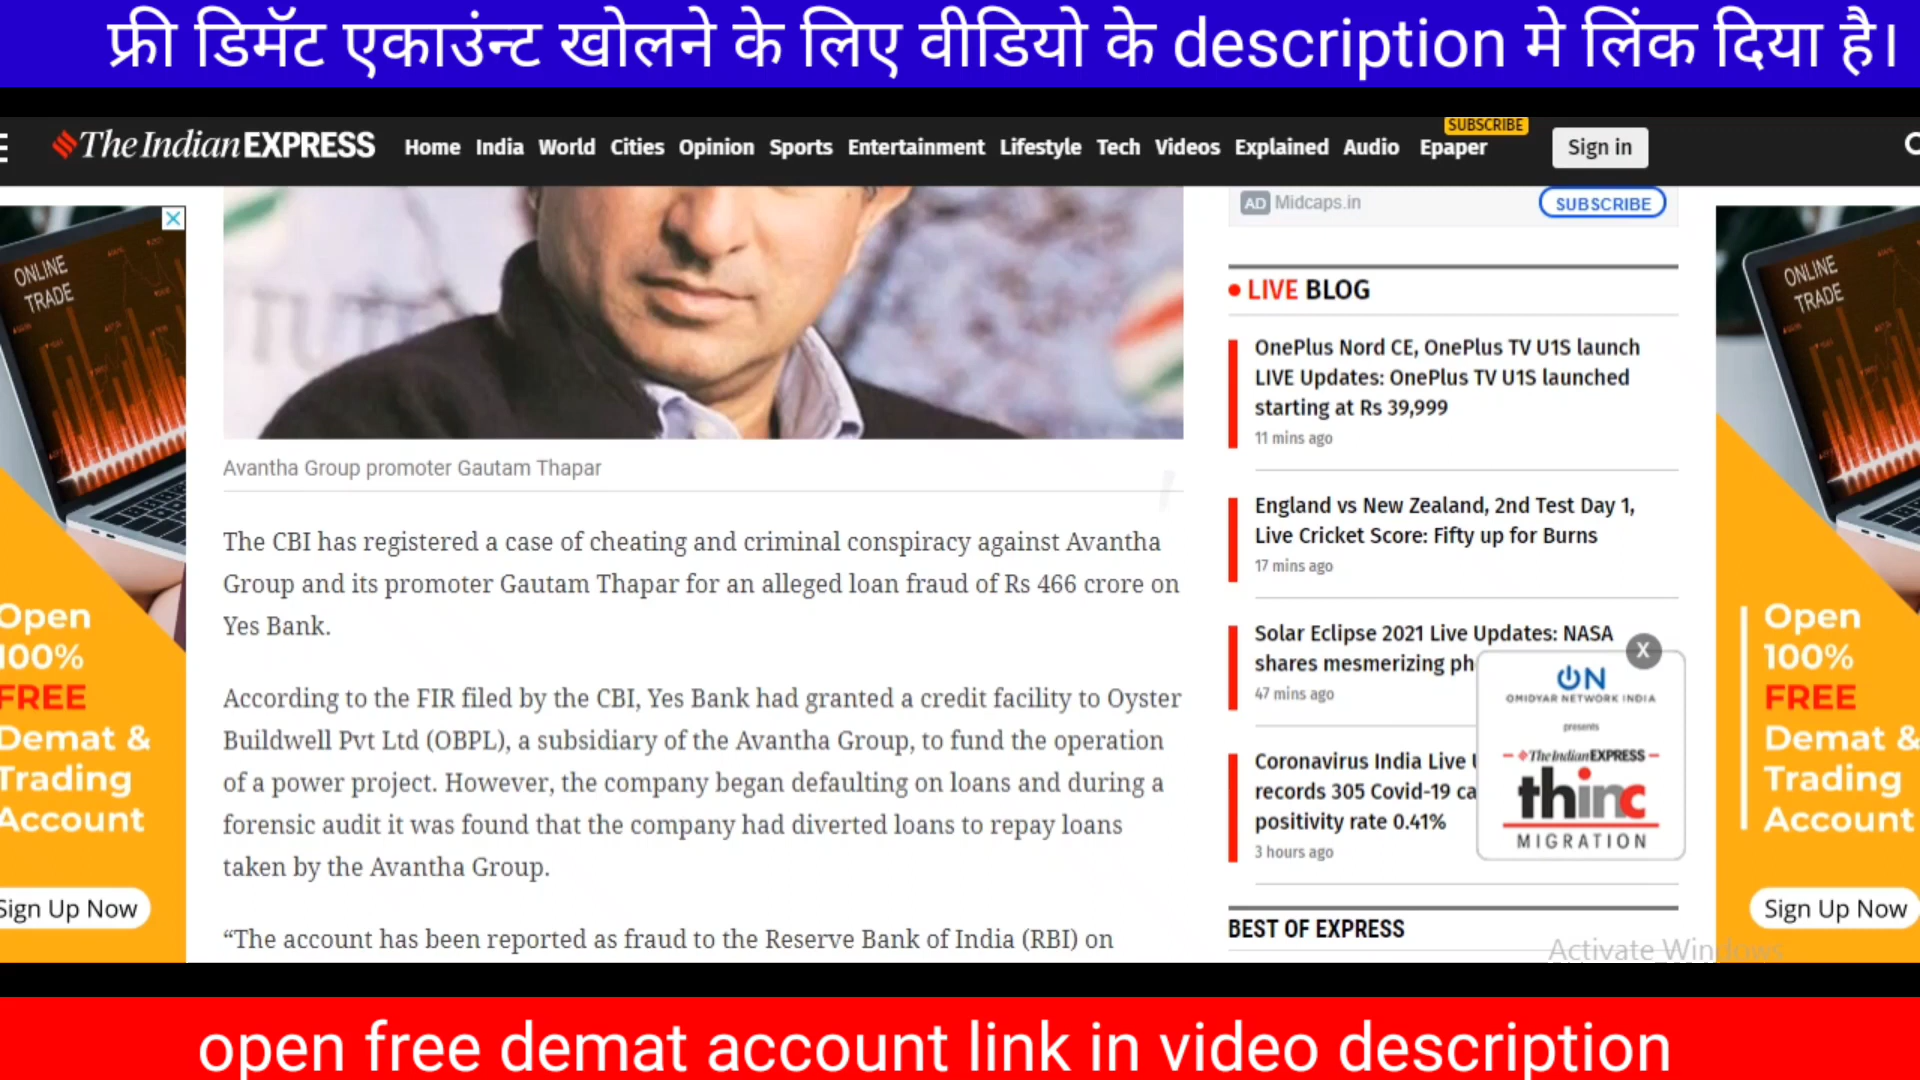 फ्री डिमॅट एकाउंन्ट खोलने के लिए वीडियो के description मे लिंक दिया है।
The Indian EXPRESS
Home India World Cities Opinion Sports Entertainment Lifestyle Tech Videos Explained Audio Epaper
SUBSCRIBE
Sign in
ONLINE
TRADE
Open
100%
FREE
Demat &
Trading
Account
Sign Up Now
Avantha Group promoter Gautam Thapar
The CBI has registered a case of cheating and criminal conspiracy against Avantha
Group and its promoter Gautam Thapar for an alleged loan fraud of Rs 466 crore on
Yes Bank.
According to the FIR filed by the CBI, Yes Bank had granted a credit facility to Oyster
Buildwell Pvt Ltd (OBPL), a subsidiary of the Avantha Group, to fund the operation
of a power project. However, the company began defaulting on loans and during a
forensic audit it was found that the company had diverted loans to repay loans
taken by the Avantha Group.
“The account has been reported as fraud to the Reserve Bank of India (RBI) on
AD Midcaps.in
SUBSCRIBE
LIVE BLOG
OnePlus Nord CE, OnePlus TV U1S launch
LIVE Updates: OnePlus TV U1S launched
starting at Rs 39,999
11 mins ago
England vs New Zealand, 2nd Test Day 1,
Live Cricket Score: Fifty up for Burns
17 mins ago
Solar Eclipse 2021 Live Updates: NASA
shares mesmerizing
47 mins ago
Coronavirus India Live
records 305 Covid-19
positivity rate 0.41%
3 hours ago
X
ON
OMIDYAR NETWORK INDIA
presents
The Indian EXPRESS
thinc
MIGRATION
BEST OF EXPRESS
Activate Windows
ONLINE
TRADE
Open
100%
FREE
Demat &
Trading
Account
Sign Up Now
open free demat account link in video description